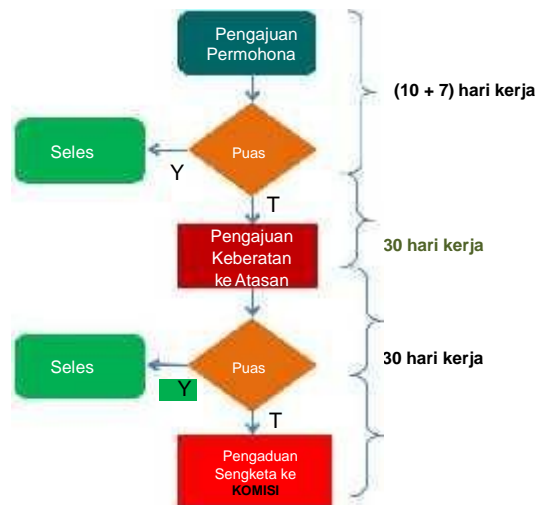 Pengajuan
Permohona
(10 + 7) hari kerja
Seles
Puas
Y
T
Pengajuan
Keberatan
ke Atasan
30 hari kerja
Seles
Puas
30 hari kerja
Y
T
Pengaduan
Sengketa ke
KOMISI